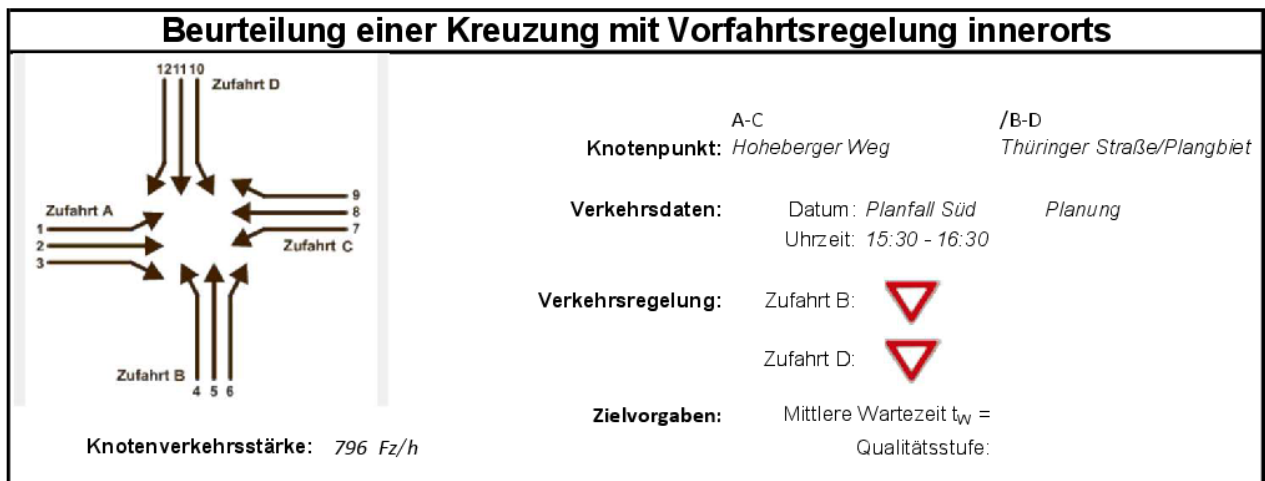 Beurteilung einer Kreuzung mit Vorfahrtsregelung innerorts
12 11 10
Zufahrt D
Zufahrt A
1
2
3
9
8
7
Zufahrt C
Zufahrt B
4 5 6
Knotenverkehrsstärke: 796 Fz/h
A-C /B-D
Knotenpunkt: Hoheberger Weg Thüringer Straße/Plangbiet
Verkehrsdaten: Datum: Planfall Süd Planung
Uhrzeit: 15:30 - 16:30
Verkehrsregelung: Zufahrt B:
Zufahrt D:
Zielvorgaben: Mittlere Wartezeit tW =
Qualitätsstufe: